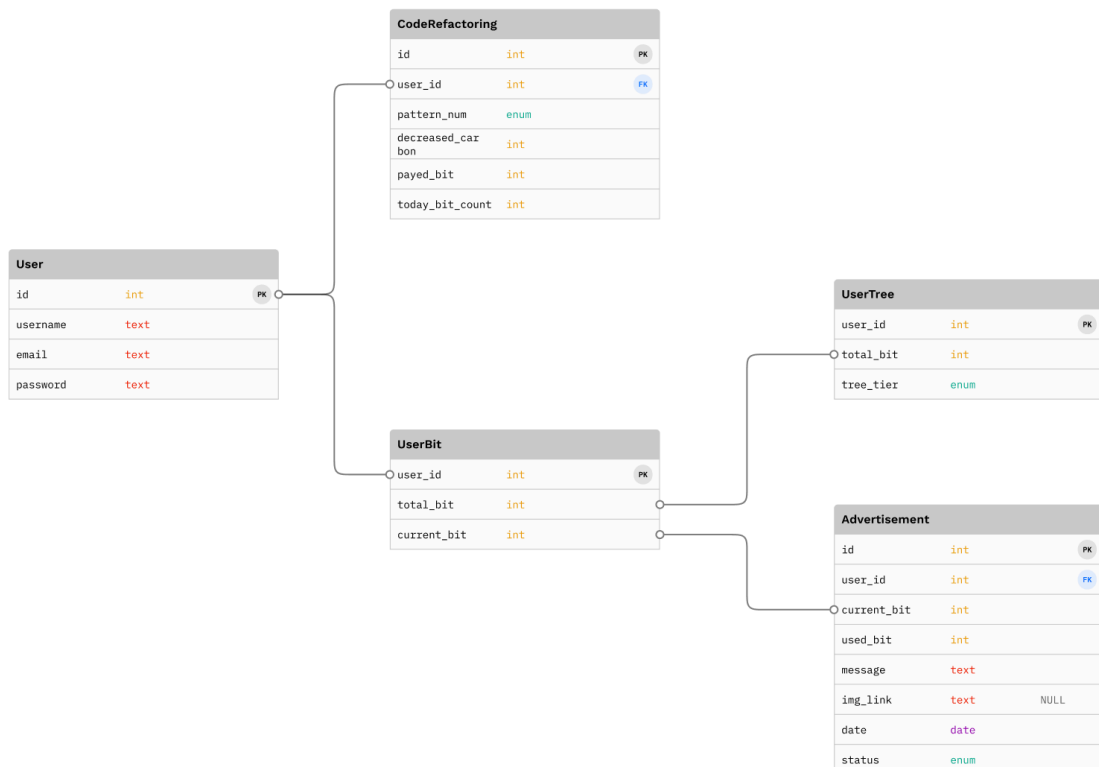 CodeRefactoring
id int PK
user_id int FK
pattern_num enum
decreased_car
bon int
payed_bit int
today_bit_count int
User
id int PK
username text
email text
password text
UserTree
user_id int PK
total_bit int
tree_tier enum
UserBit
user_id int PK
total_bit int
current_bit int
Advertisement
id int PK
user_id int FK
current_bit int
used_bit int
message text
img_link text NULL
date date
status enum